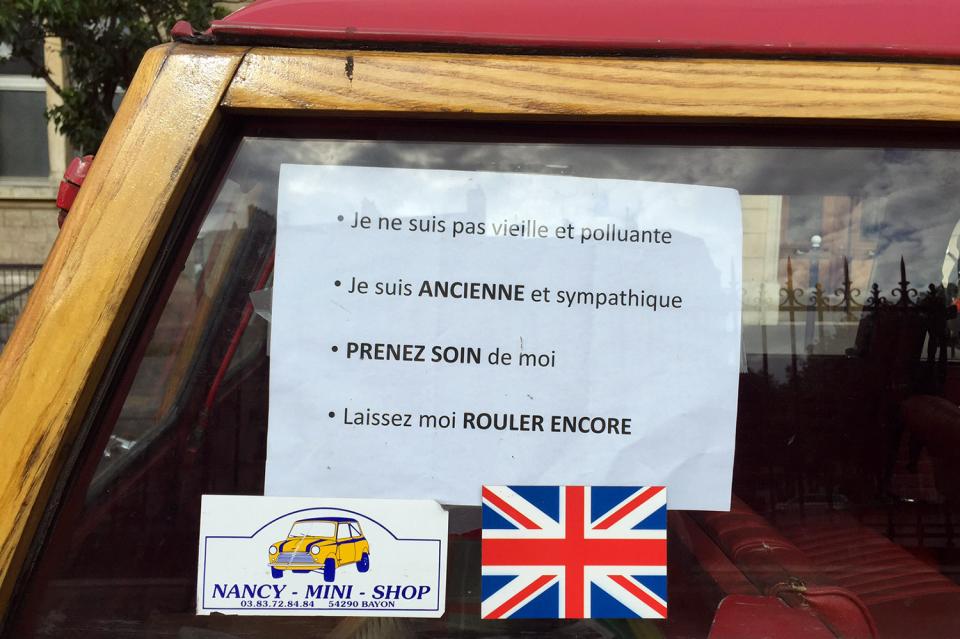 • Je ne suis pas vieille et polluante
• Je suis ANCIENNE et sympathique
• PRENEZ SOIN de moi
• Laissez moi ROULER ENCORE
NANCY - MINI - SHOP
03.83.72.84.84 54290 BAYON